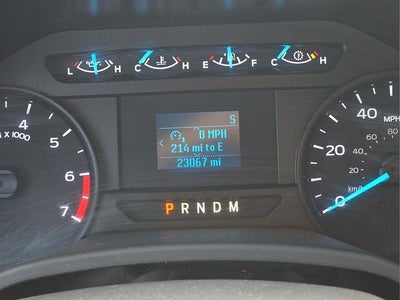 L H C H E F C H
S
0 MPH
214 mi to E
23067 mi
x 1000
7
6
5
4
P R N D M
0
20
40
MPH
60
80
km/h